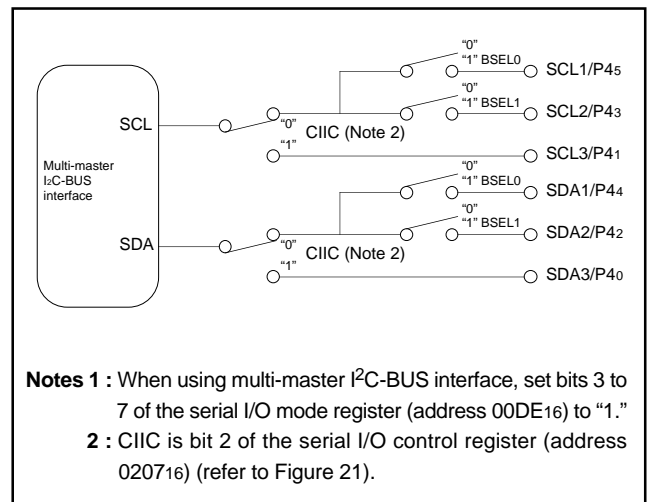 "0"
"1" BSEL0
SCL1/P45
"0"
"1" BSEL1
SCL2/P43
SCL
"0"
CIIC (Note 2)
"1"
SCL3/P41
Multi-master
I2C-BUS
interface
"0"
"1" BSEL0
SDA1/P44
"0"
"1" BSEL1
SDA2/P42
SDA
"0"
CIIC (Note 2)
"1"
SDA3/P40
Notes 1 : When using multi-master I2C-BUS interface, set bits 3 to
7 of the serial I/O mode register (address 00DE16) to "1."
2 : CIIC is bit 2 of the serial I/O control register (address
020716) (refer to Figure 21).